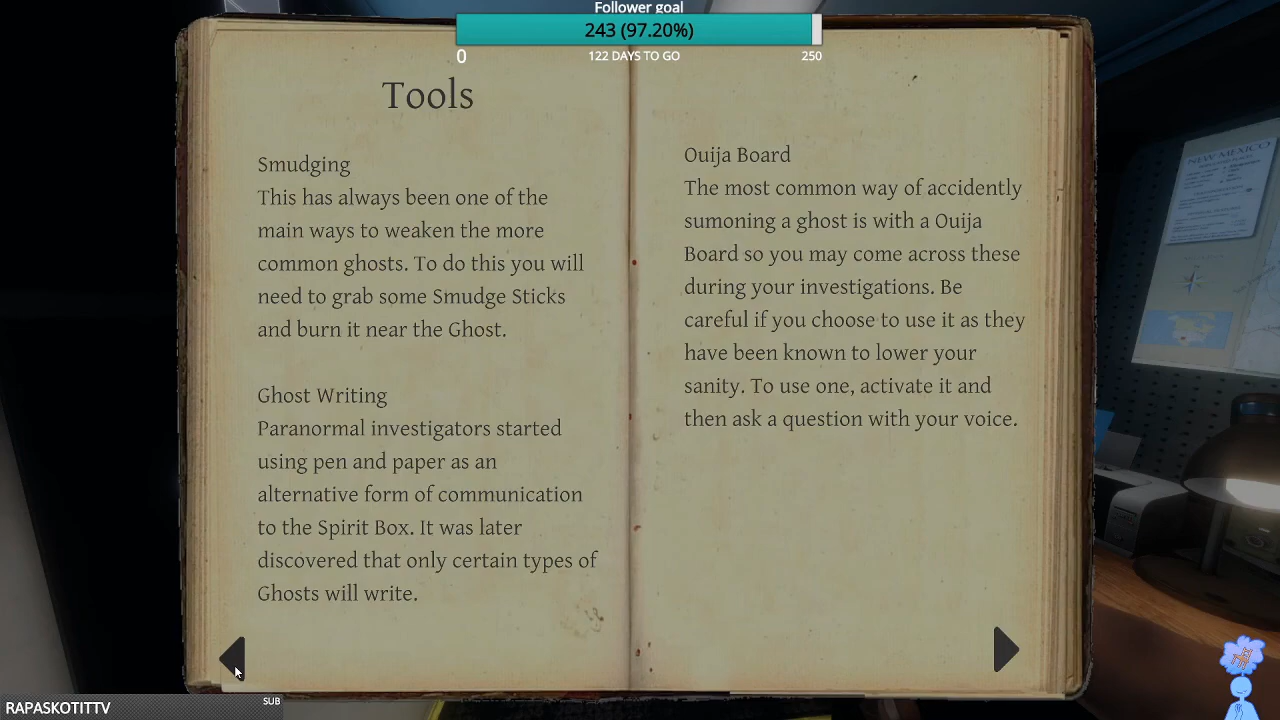 Follower goal
243 (97.20%)
0
122 DAYS TO GO
250
Tools
Smudging
This has always been one of the
main ways to weaken the more
common ghosts. To do this you will
need to grab some Smudge Sticks
and burn it near the Ghost.
Ghost Writing
Paranormal investigators started
using pen and paper as an
alternative form of communication
to the Spirit Box. It was later
discovered that only certain types of
Ghosts will write.
Ouija Board
The most common way of accidently
sumoning a ghost is with a Ouija
Board so you may come across these
during your investigations. Be
careful if you choose to use it as they
have been known to lower your
sanity. To use one, activate it and
then ask a question with your voice.
NEW MEXICO
RAPASKOTITTV
SUB